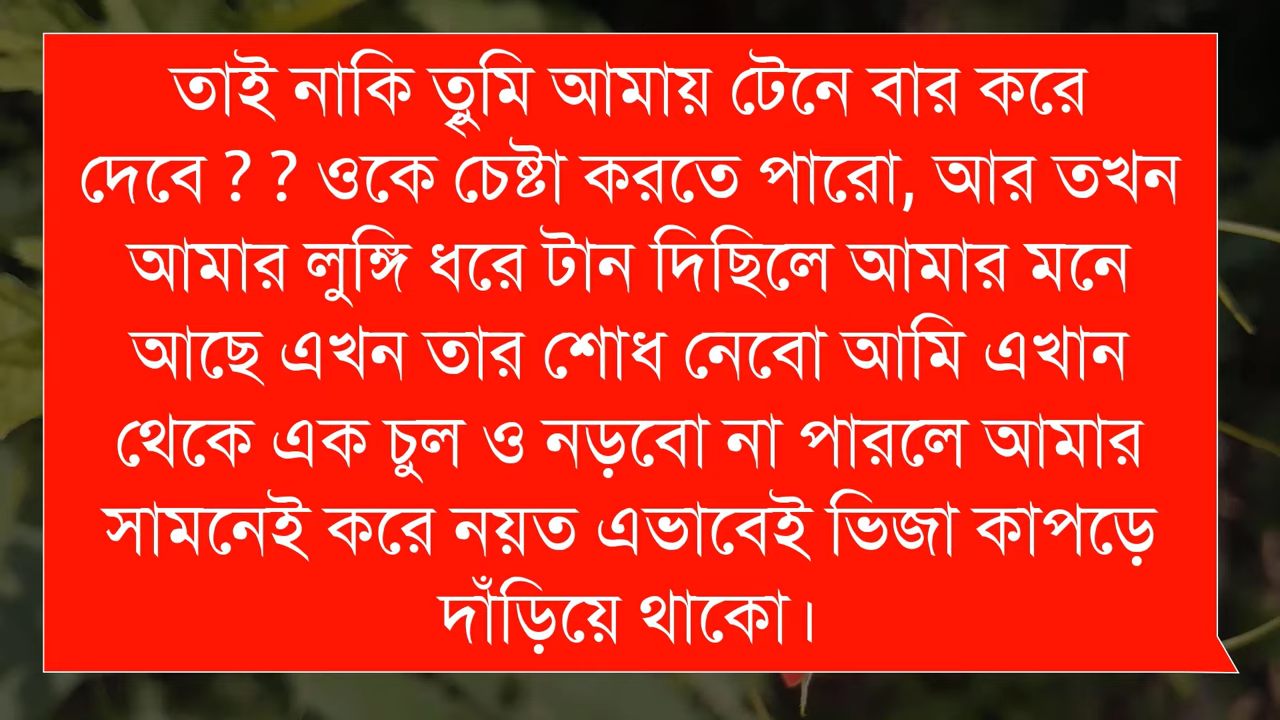 তাই নাকি তুুমি আমায় টেনে বার করে
দেবে ? ? ওকে চেষ্টা করতে পারো, আর তখন
আমার লুঙ্গি ধরে টান দিছিলে আমার মনে
আছে এখন তার শোধ নেবো আমি এখান
থেকে এক চুল ও নড়বো না পারলে আমার
সামনেই করে নয়ত এভাবেই ভিজা কাপড়ে
দাঁড়িয়ে থাকো।